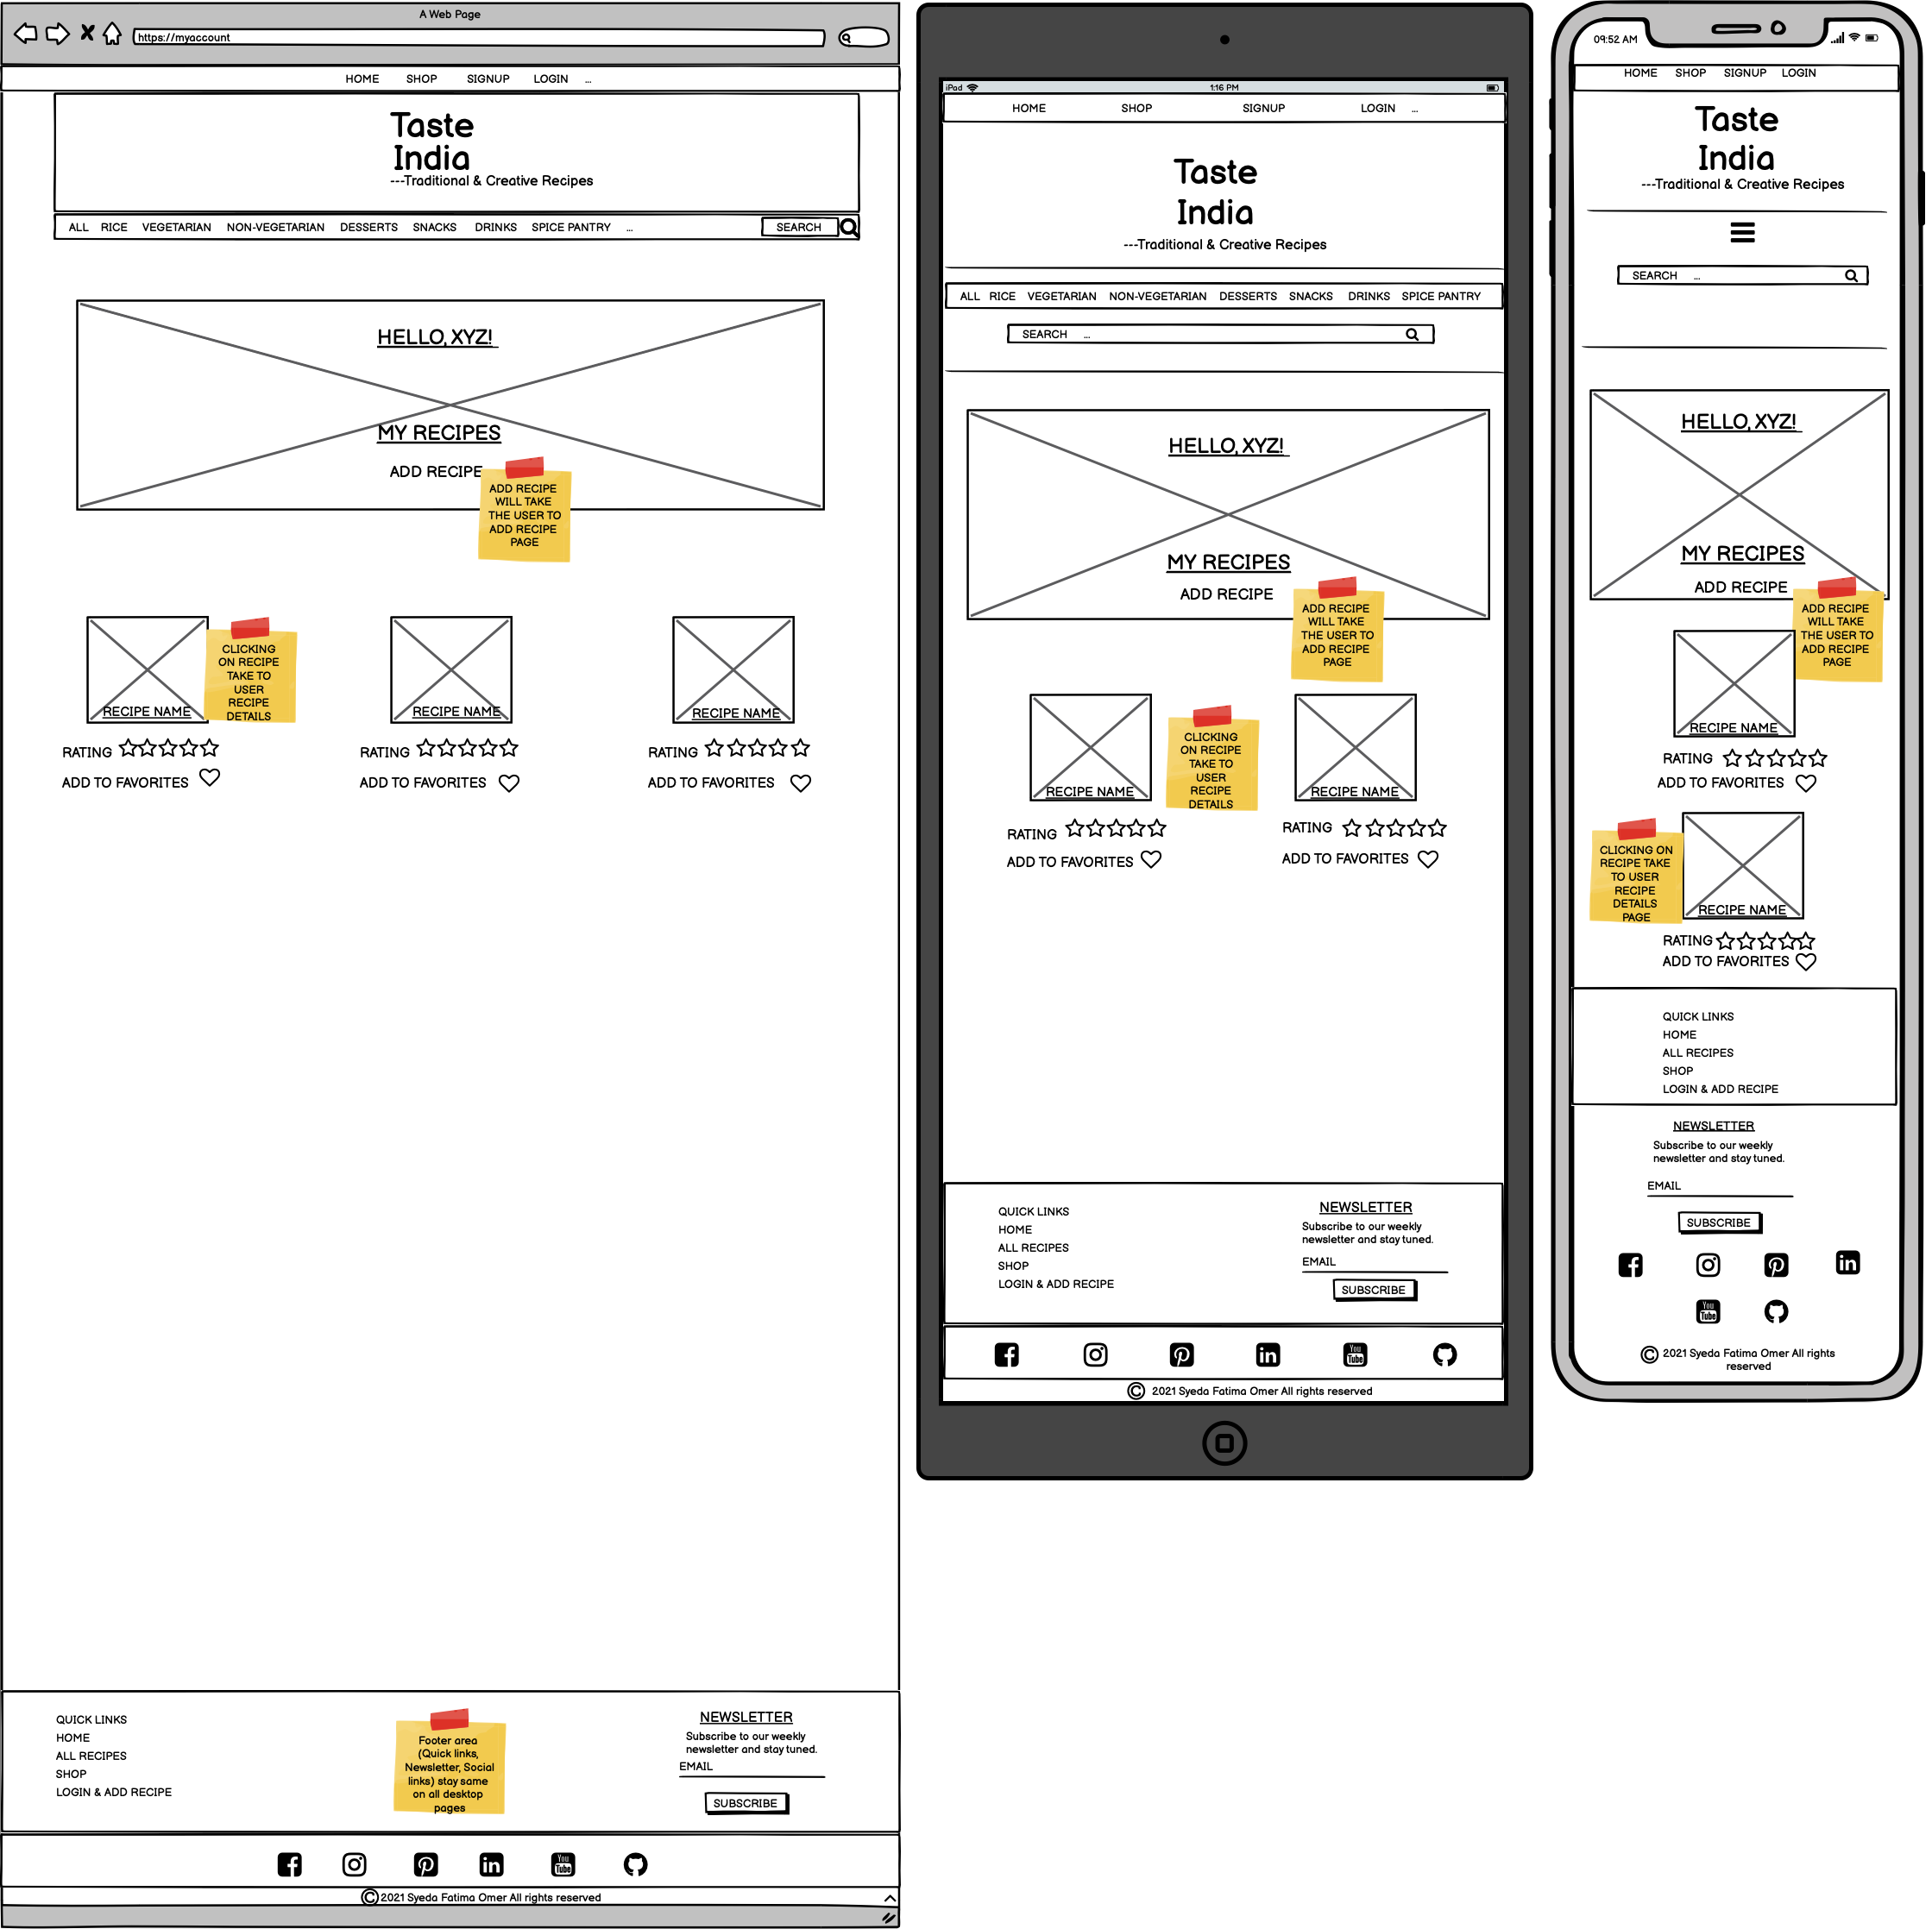 A Web Page
https://myaccount
HOME SHOP SIGNUP LOGIN ...
Taste
India
---Traditional & Creative Recipes
ALL RICE VEGETARIAN NON-VEGETARIAN DESSERTS SNACKS DRINKS SPICE PANTRY ... SEARCH
HELLO, XYZ!
MY RECIPES
ADD RECIPE
ADD RECIPE
WILL TAKE
THE USER TO
ADD RECIPE
PAGE
CLICKING
ON RECIPE
TAKE TO
USER
RECIPE
DETAILS
RECIPE NAME RECIPE NAME RECIPE NAME
RATING RATING RATING
ADD TO FAVORITES ADD TO FAVORITES ADD TO FAVORITES
QUICK LINKS
HOME
ALL RECIPES
SHOP
LOGIN & ADD RECIPE
Footer area
(Quick links,
Newsletter, Social
links) stay same
on all desktop
pages
NEWSLETTER
Subscribe to our weekly
newsletter and stay tuned.
EMAIL
SUBSCRIBE
You
Tube
© 2021 Syeda Fatima Omer All rights reserved
iPad 1:16 PM
HOME SHOP SIGNUP LOGIN ...
Taste
India
---Traditional & Creative Recipes
ALL RICE VEGETARIAN NON-VEGETARIAN DESSERTS SNACKS DRINKS SPICE PANTRY
SEARCH ...
HELLO, XYZ!
MY RECIPES
ADD RECIPE
ADD RECIPE
WILL TAKE
THE USER TO
ADD RECIPE
PAGE
CLICKING
ON RECIPE
TAKE TO
USER
RECIPE
DETAILS
RECIPE NAME RECIPE NAME
RATING RATING
ADD TO FAVORITES ADD TO FAVORITES
QUICK LINKS
HOME
ALL RECIPES
SHOP
LOGIN & ADD RECIPE
NEWSLETTER
Subscribe to our weekly
newsletter and stay tuned.
EMAIL
SUBSCRIBE
You
Tube
© 2021 Syeda Fatima Omer All rights reserved
09:52 AM
HOME SHOP SIGNUP LOGIN
Taste
India
---Traditional & Creative Recipes
SEARCH ...
HELLO, XYZ!
MY RECIPES
ADD RECIPE
ADD RECIPE
WILL TAKE
THE USER TO
ADD RECIPE
PAGE
RECIPE NAME
RATING
ADD TO FAVORITES
CLICKING ON
RECIPE TAKE
TO USER
RECIPE
DETAILS
PAGE
RECIPE NAME
RATING
ADD TO FAVORITES
QUICK LINKS
HOME
ALL RECIPES
SHOP
LOGIN & ADD RECIPE
NEWSLETTER
Subscribe to our weekly
newsletter and stay tuned.
EMAIL
SUBSCRIBE
You
Tube
© 2021 Syeda Fatima Omer All rights
reserved